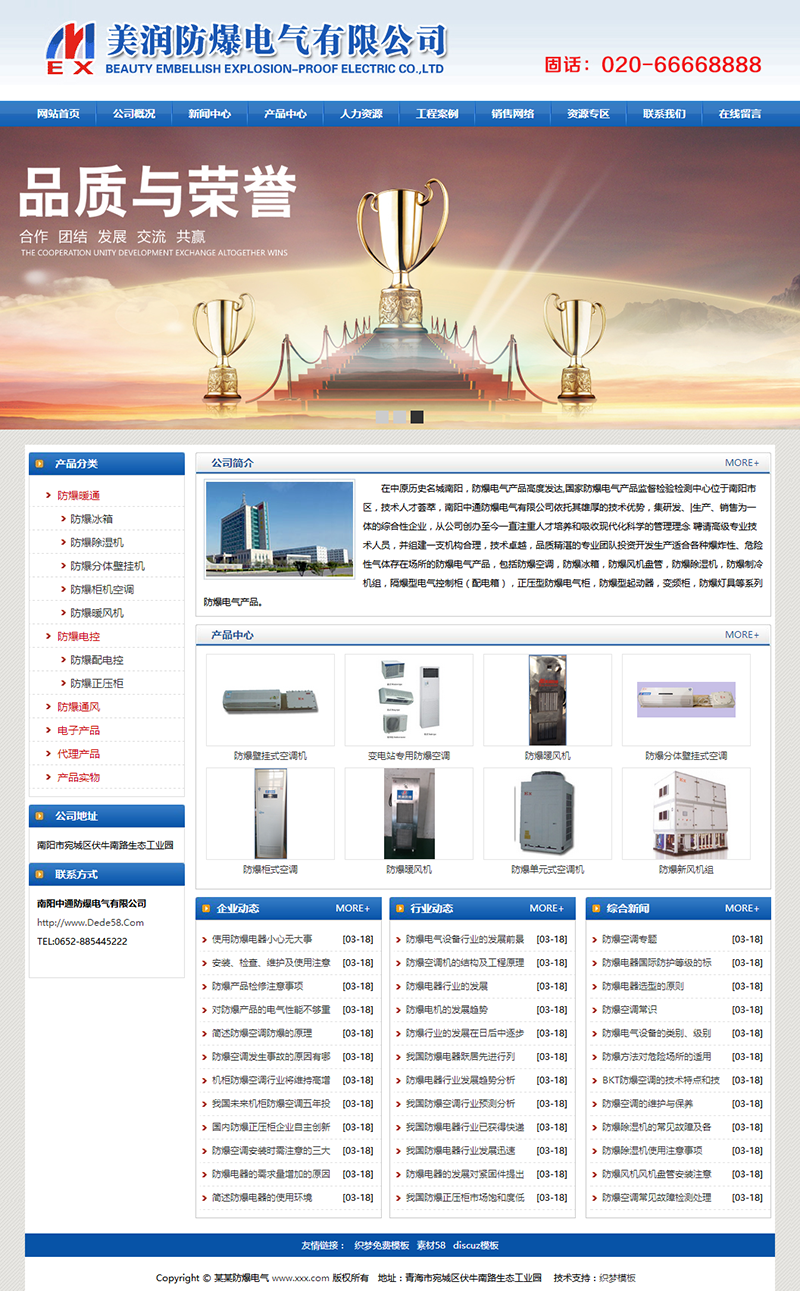 美润防爆电气有限公司
EX
BEAUTY EMBELLISH EXPLOSION-PROOF ELECTRIC CO.,LTD
固话：020-66668888
网站首页 公司概况 新闻中心 产品中心 人力资源 工程案例 销售网络 资源专区 联系我们 在线留言
品质与荣誉
合作 团结 发展 交流 共赢
THE COOPERATION UNITY DEVELOPMENT EXCHANGE ALTOGETHER WINS
产品分类
防爆暖通
防爆冰箱
防爆除湿机
防爆分体壁挂机
防爆柜机空调
防爆暖风机
防爆电控
防爆配电控
防爆正压柜
防爆通风
电子产品
代理产品
产品实物
公司地址
南阳市宛城区伏牛南路生态工业园
联系方式
南阳中通防爆电气有限公司
http://www.Dede58.Com
TEL:0652-885445222
公司简介 MORE+
在中原历史名城南阳，防爆电气产品高度发达,国家防爆电气产品监督检验检测中心位于南阳市
区，技术人才荟萃，南阳中通防爆电气有限公司依托其雄厚的技术优势，集研发、|生产、销售为一
体的综合性企业，从公司创办至今一直注重人才培养和吸收现代化科学的管理理念 聘请高级专业技
术人员，并组建一支机构合理，技术卓越，品质精湛的专业团队投资开发生产适合各种爆炸性、危险
性气体存在场所的防爆电气产品，包括防爆空调，防爆冰箱，防爆风机盘管，防爆除湿机，防爆制冷
机组，隔爆型电气控制柜（配电箱），正压型防爆电气柜，防爆型起动器，变频柜，防爆灯具等系列
防爆电气产品。
产品中心 MORE+
防爆壁挂式空调机 变电站专用防爆空调 防爆暖风机 防爆分体壁挂式空调
防爆柜式空调 防爆暖风机 防爆单元式空调机 防爆新风机组
企业动态 MORE+
使用防爆电器小心无大事 [03-18]
安装、检查、维护及使用注意 [03-18]
防爆产品检修注意事项 [03-18]
对防爆产品的电气性能不够重 [03-18]
简述防爆空调防爆的原理 [03-18]
防爆空调发生事故的原因有哪 [03-18]
机柜防爆空调行业将维持高增 [03-18]
我国未来机柜防爆空调五年投 [03-18]
国内防爆正压柜企业自主创新 [03-18]
防爆空调安装时需注意的三大 [03-18]
防爆电器的需求量增加的原因 [03-18]
简述防爆电器的使用环境 [03-18]
行业动态 MORE+
防爆电气设备行业的发展前景 [03-18]
防爆空调机的结构及工程原理 [03-18]
防爆电器行业的发展 [03-18]
防爆电机的发展趋势 [03-18]
防爆行业的发展在日后中逐步 [03-18]
我国防爆电器跃居先进行列 [03-18]
防爆电器行业发展趋势分析 [03-18]
我国防爆空调行业预测分析 [03-18]
我国防爆电器行业已获得快速 [03-18]
我国防爆电器行业发展迅速 [03-18]
防爆电器的发展对紧固件提出 [03-18]
我国防爆正压柜市场饱和度低 [03-18]
综合新闻 MORE+
防爆空调专题 [03-18]
防爆电器国际防护等级的标 [03-18]
防爆电器选型的原则 [03-18]
防爆空调常识 [03-18]
防爆电气设备的类别、级别 [03-18]
防爆方法对危险场所的适用 [03-18]
BKT防爆空调的技术特点和技 [03-18]
防爆空调的维护与保养 [03-18]
防爆除湿机的常见故障及各 [03-18]
防爆除湿机使用注意事项 [03-18]
防爆风机风机盘管安装注意 [03-18]
防爆空调常见故障检测处理 [03-18]
友情链接： 织梦免费模板 素材58 discuz模板
Copyright © 某某防爆电气 www.xxx.com 版权所有 地址：青海市宛城区伏牛南路生态工业园 技术支持：织梦模板